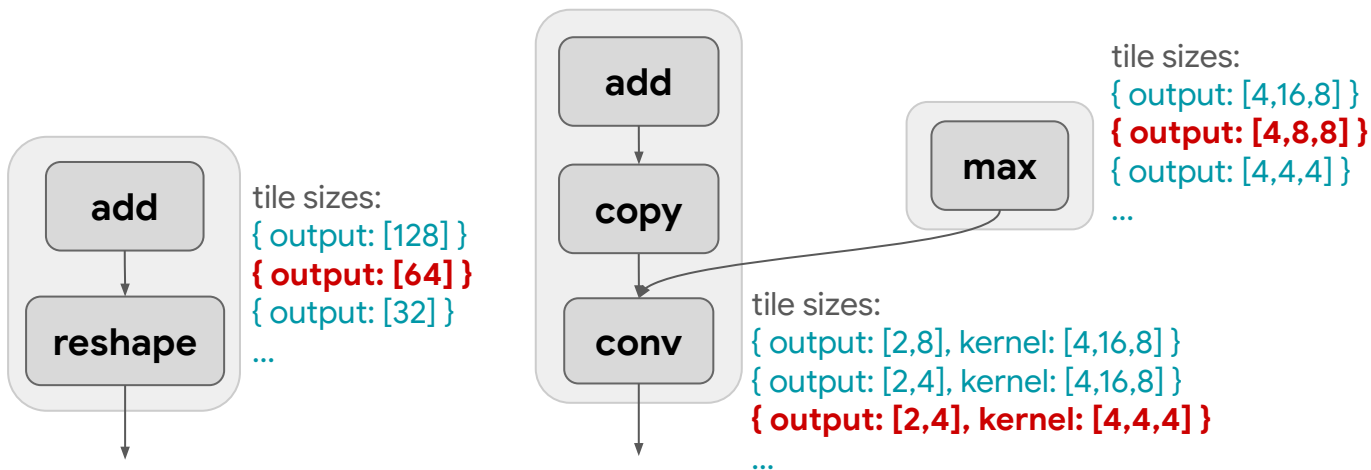 add
reshape
tile sizes:
{ output: [128] }
{ output: [64] }
{ output: [32] }
...
add
copy
conv
max
tile sizes:
{ output: [4,16,8] }
{ output: [4,8,8] }
{ output: [4,4,4] }
...
tile sizes:
{ output: [2,8], kernel: [4,16,8] }
{ output: [2,4], kernel: [4,16,8] }
{ output: [2,4], kernel: [4,4,4] }
...